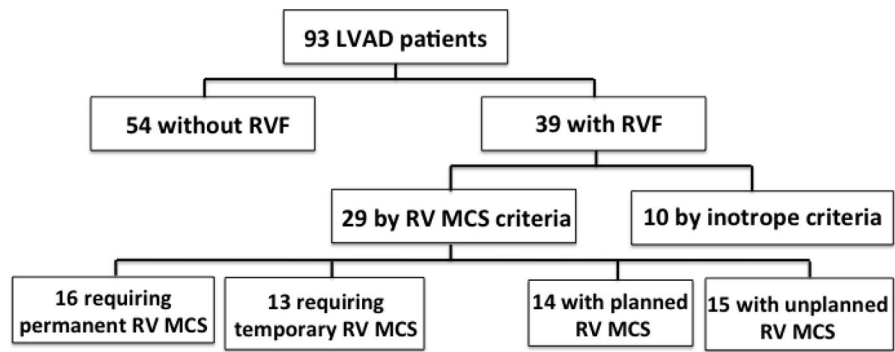 93 LVAD patients
54 without RVF
39 with RVF
29 by RV MCS criteria
10 by inotrope criteria
16 requiring
permanent RV MCS
13 requiring
temporary RV MCS
14 with planned
RV MCS
15 with unplanned
RV MCS